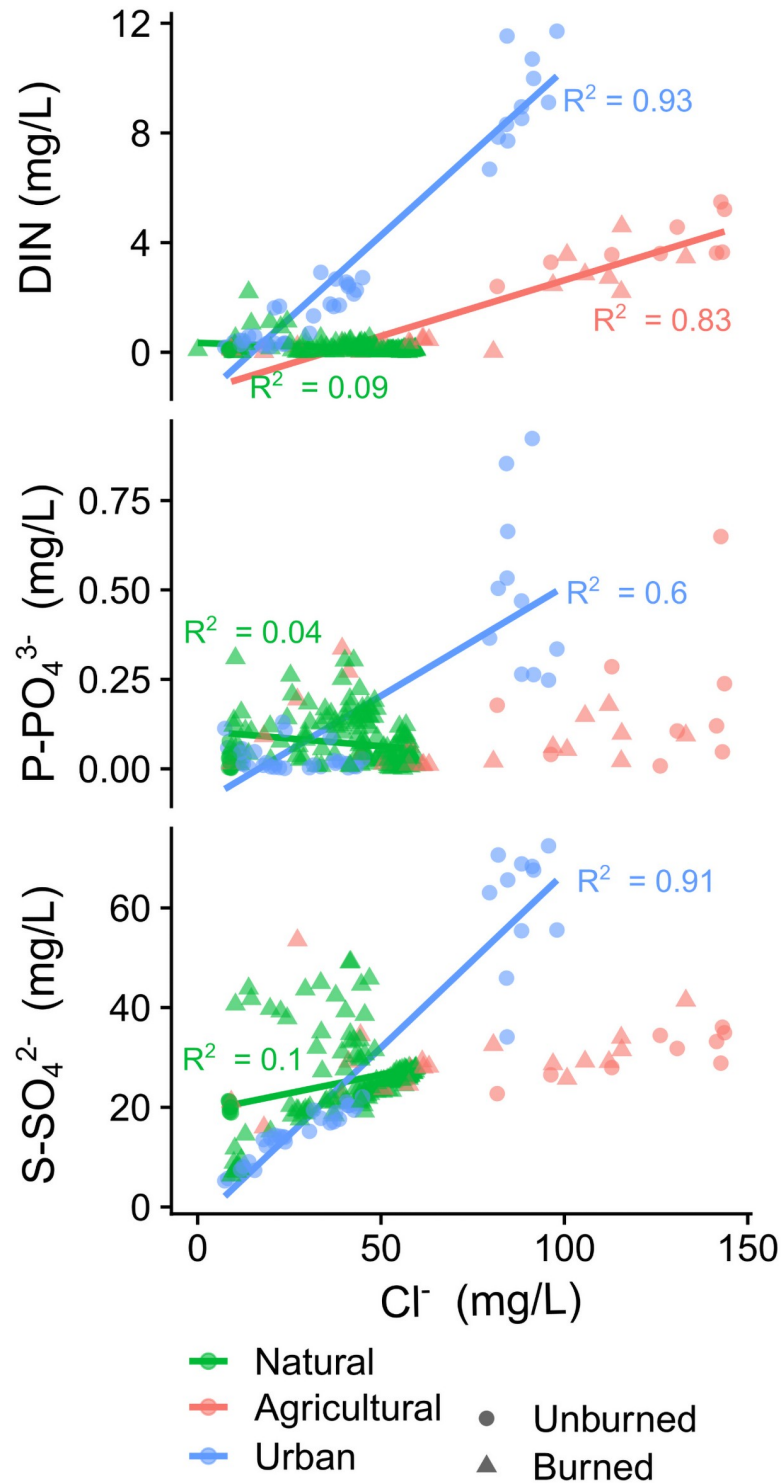 12
8
4
0
DIN (mg/L)
R² = 0.93
R² = 0.83
R² = 0.09
0.75
0.50
0.25
0.00
P-PO₄³⁻ (mg/L)
R² = 0.04
R² = 0.6
60
40
20
0
S-SO₄²⁻ (mg/L)
R² = 0.91
R² = 0.1
0 50 100 150
Cl⁻ (mg/L)
Natural
Agricultural
Urban
Unburned
Burned